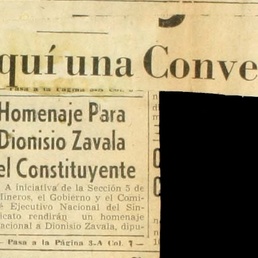 quí una Conve
Pasa a la Página
Homenaje Para
Dionisio Zavala
el Constituyente
A iniciativa de la Sección 5 de
Mineros, el Gobierno y el Comi-
té Ejecutivo Nacional del Sin-
dicato rendirán un homenaje
nacional a Dionisio Zavala, dipu-
Pasa a la Página 3-A Col. 7